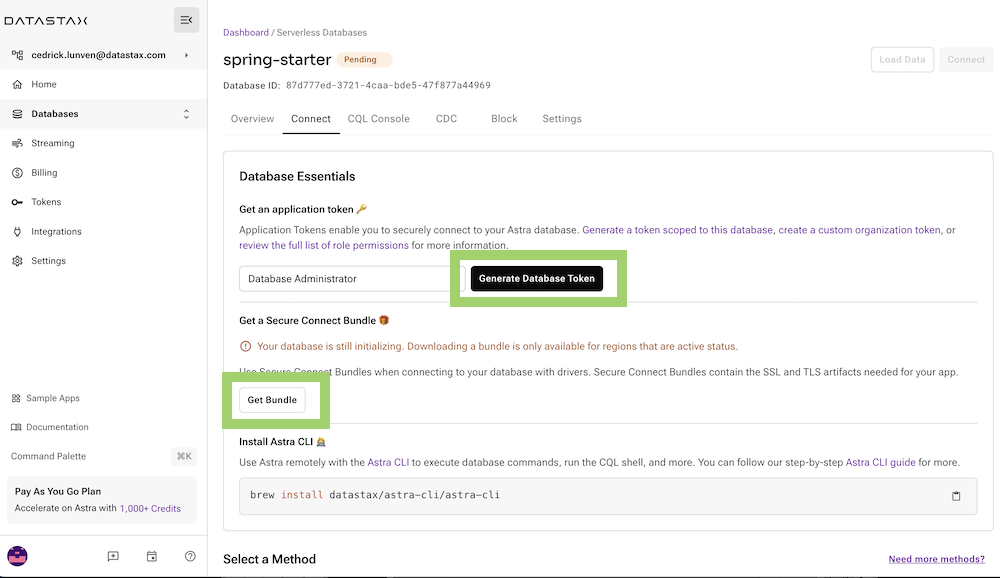 DATASTAX
cedrick.lunven@datastax.com
Home
Databases
Streaming
Billing
Tokens
Integrations
Settings
Sample Apps
Documentation
Command Palette ⌘K
Pay As You Go Plan
Accelerate on Astra with 1,000+ Credits
Dashboard / Serverless Databases
spring-starter Pending
Load Data Connect
Database ID: 87d777ed-3721-4caa-bde5-47f877a44969
Overview Connect CQL Console CDC Block Settings
Database Essentials
Get an application token
Application Tokens enable you to securely connect to your Astra database. Generate a token scoped to this database, create a custom organization token, or
review the full list of role permissions for more information.
Database Administrator Generate Database Token
Get a Secure Connect Bundle
Your database is still initializing. Downloading a bundle is only available for regions that are active status.
Use Secure Connect Bundles when connecting to your database with drivers. Secure Connect Bundles contain the SSL and TLS artifacts needed for your app.
Get Bundle
Install Astra CLI
Use Astra remotely with the Astra CLI to execute database commands, run the CQL shell, and more. You can follow our step-by-step Astra CLI guide for more.
brew install datastax/astra-cli/astra-cli
Select a Method Need more methods?